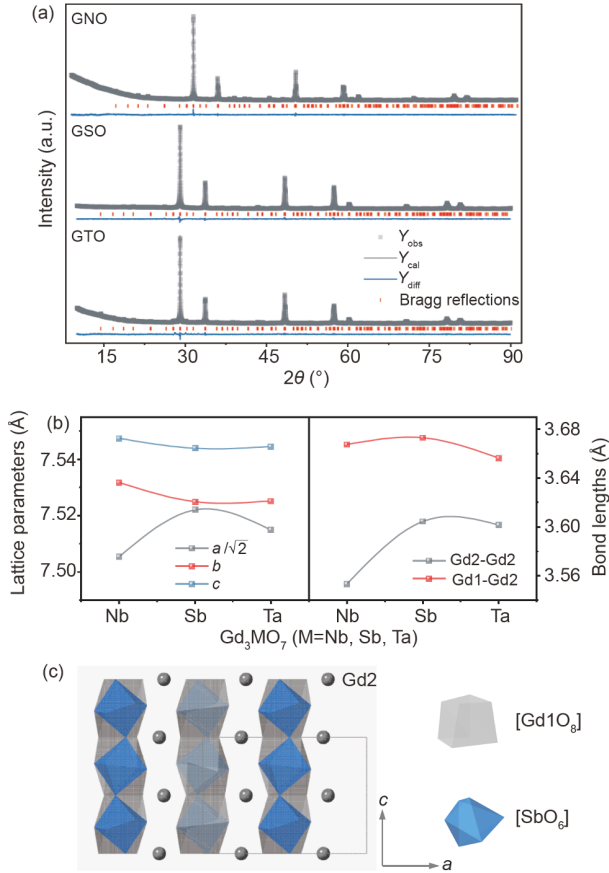 (a)
GNO
GSO
GTO
Intensity (a.u.)
Y_obs
Y_cal
Y_diff
Bragg reflections
15 30 45 60 75 90
2θ (°)
(b)
Lattice parameters (Å)
7.54
7.52
7.50
a/√2
b
c
Nb Sb Ta
3.68
3.66
3.60
3.56
Bond lengths (Å)
Gd2-Gd2
Gd1-Gd2
Nb Sb Ta
Gd₃MO₇ (M=Nb, Sb, Ta)
(c)
Gd2
[Gd1O₈]
[SbO₆]
c
a